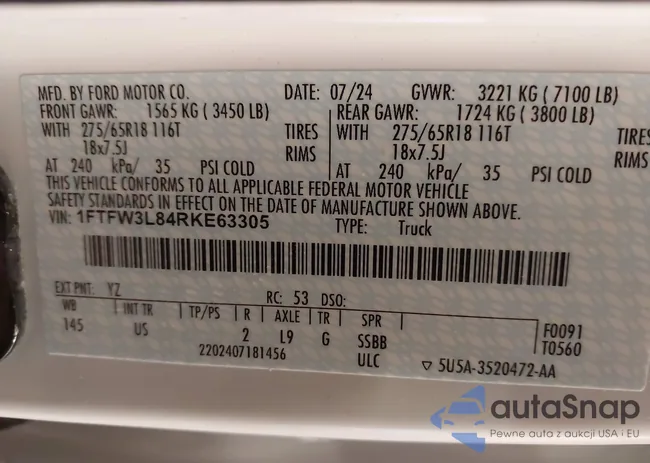 MFD. BY FORD MOTOR CO. DATE: 07/24 GVWR: 3221 KG ( 7100 LB)
FRONT GAWR: 1565 KG ( 3450 LB) REAR GAWR: 1724 KG ( 3800 LB)
WITH 275/65R18 116T TIRES WITH 275/65R18 116T TIRES
18x7.5J RIMS 18x7.5J RIMS
AT 240 kPa/ 35 PSI COLD AT 240 kPa/ 35 PSI COLD
THIS VEHICLE CONFORMS TO ALL APPLICABLE FEDERAL MOTOR VEHICLE
SAFETY STANDARDS IN EFFECT ON THE DATE OF MANUFACTURE SHOWN ABOVE.
VIN: 1FTFW3L84RKE63305 TYPE: Truck
EXT PNT: YZ RC: 53 DSO:
WB INT TR TP/PS R AXLE TR SPR
145 US 2 L9 G SSBB F0091
2202407181456 ULC T0560
▽ 5U5A-3520472-AA
autaSnap
Pewne auta z aukcji USA i EU